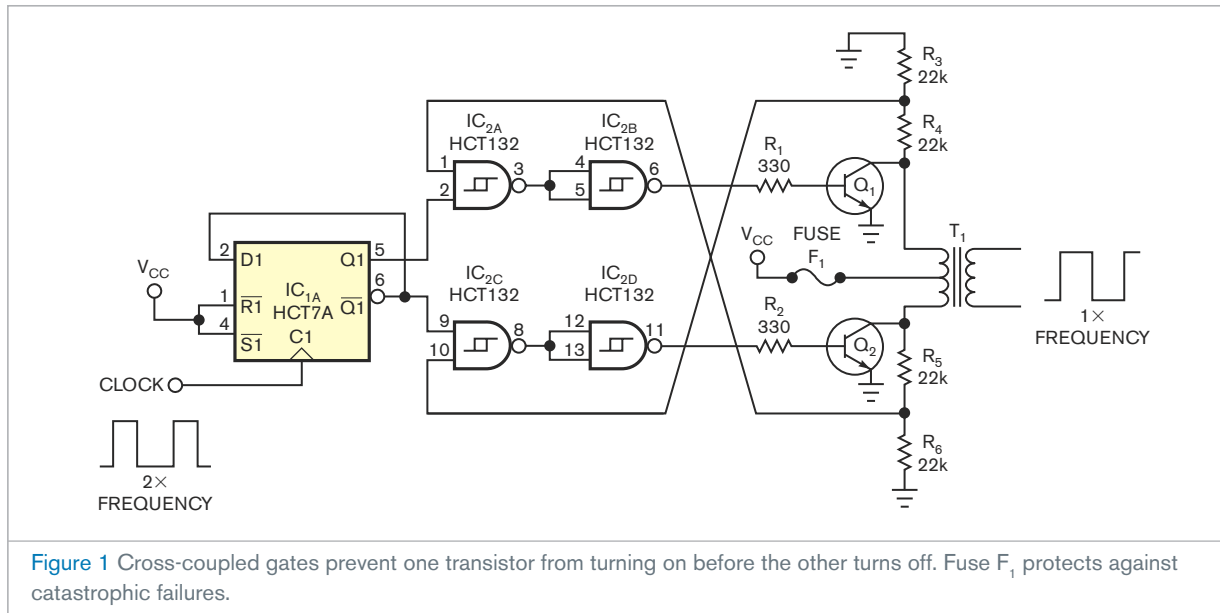 R3
22k
R4
22k
IC2A
HCT132
IC2B
HCT132
1
2
3
4
5
6
R1
330
Q1
VCC
FUSE
F1
T1
2
D1
Q1
5
6
VCC
1
R1
IC1A
HCT7A
Q1
4
S1
C1
CLOCK
2×
FREQUENCY
IC2C
HCT132
IC2D
HCT132
9
10
8
12
13
11
R2
330
Q2
1×
FREQUENCY
R5
22k
R6
22k
Figure 1 Cross-coupled gates prevent one transistor from turning on before the other turns off. Fuse F1 protects against
catastrophic failures.